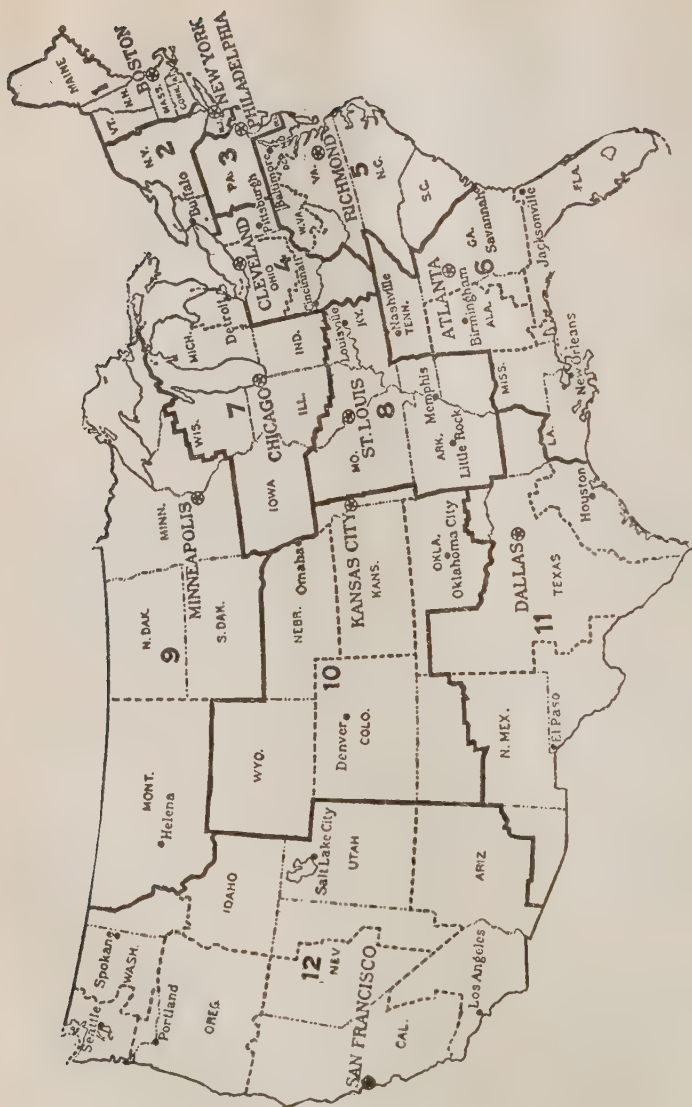 Seattle
Spokane
WASH.
Portland
OREG.
IDAHO
MONT.
Helena
WYO.
12
NEV.
SAN FRANCISCO
CAL.
Los Angeles
Salt Lake City
UTAH
ARIZ
N. DAK.
9
S. DAK.
MINN.
MINNEAPOLIS
NEBR.
Omaha
10
Denver
COLO.
KANSAS CITY
KANS.
N. MEX.
El Paso
OKLA.
Oklahoma City
DALLAS
11
TEXAS
Houston
WIS.
MICH.
Detroit
7
CHICAGO
IOWA
ILL.
IND.
MO.
ST. LOUIS
8
Louisville
KY.
ARK.
Little Rock
Memphis
MISS.
LA.
New Orleans
Nashville
TENN.
ATLANTA
Birmingham
ALA.
6
GA.
Savannah
Jacksonville
FLA.
CLEVELAND
OHIO
4
Cincinnati
Pittsburgh
W.VA.
MAINE
1
VT.
N.H.
BOSTON
MASS.
CONN.
N.Y.
2
Buffalo
NEW YORK
N.J.
PHILADELPHIA
PA.
3
Baltimore
MD.
D.C.
VA.
RICHMOND
5
N.C.
S.C.